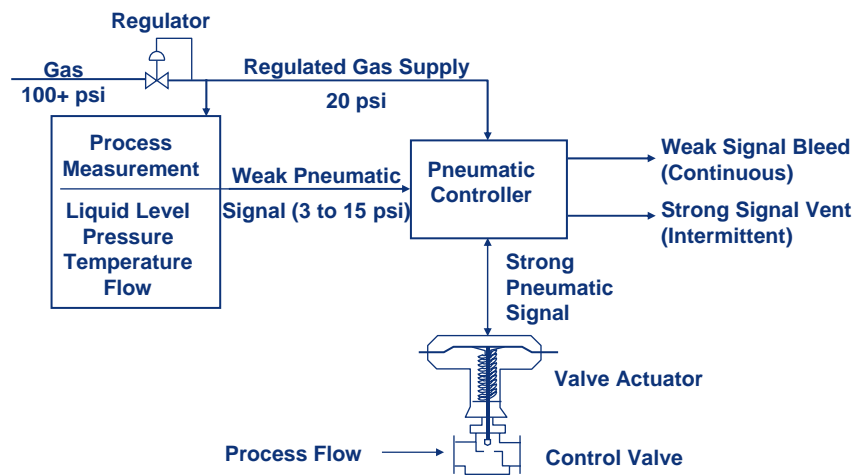 Regulator
Gas
100+ psi
Regulated Gas Supply
20 psi
Process
Measurement
Liquid Level
Pressure
Temperature
Flow
Weak Pneumatic
Signal (3 to 15 psi)
Pneumatic
Controller
Weak Signal Bleed
(Continuous)
Strong Signal Vent
(Intermittent)
Strong
Pneumatic
Signal
Valve Actuator
Process Flow
Control Valve